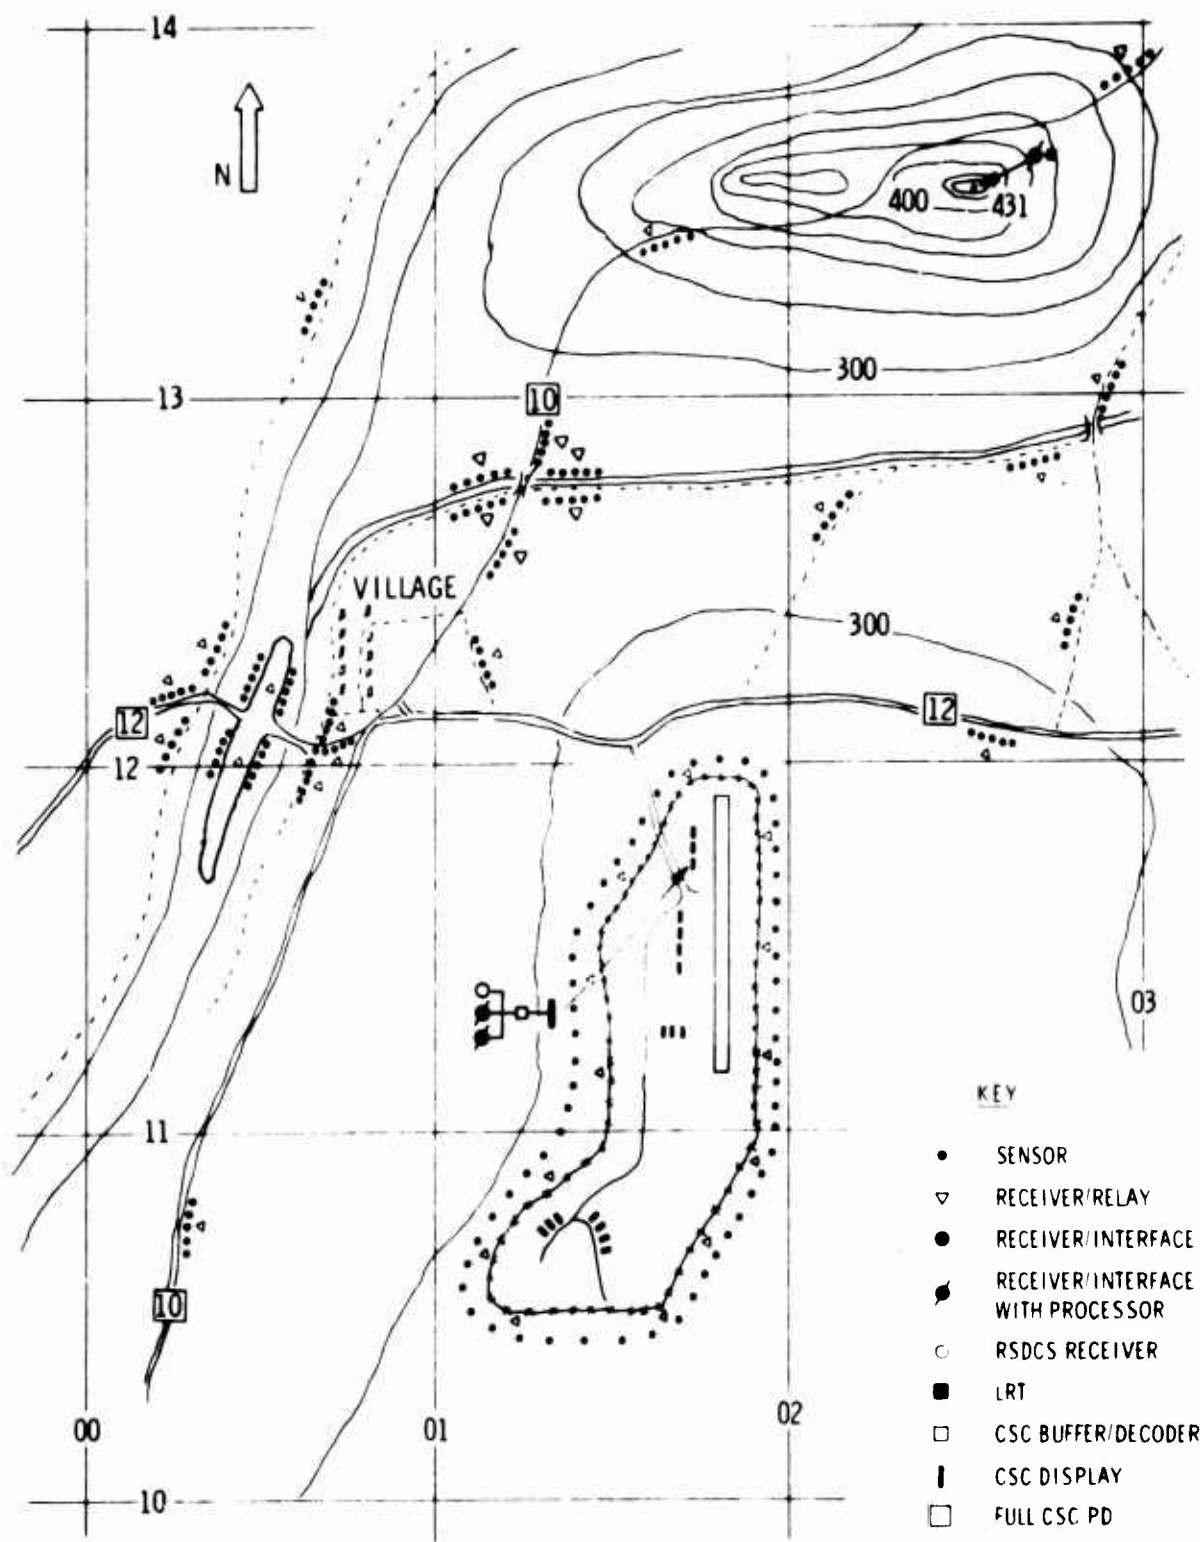 14
N
400
431
300
13
10
VILLAGE
300
12
12
12
03
11
KEY
SENSOR
RECEIVER/RELAY
RECEIVER/INTERFACE
RECEIVER/INTERFACE
WITH PROCESSOR
RSDCS RECEIVER
LRT
CSC BUFFER/DECODER
CSC DISPLAY
FULL CSC PD
10
00
01
02
10